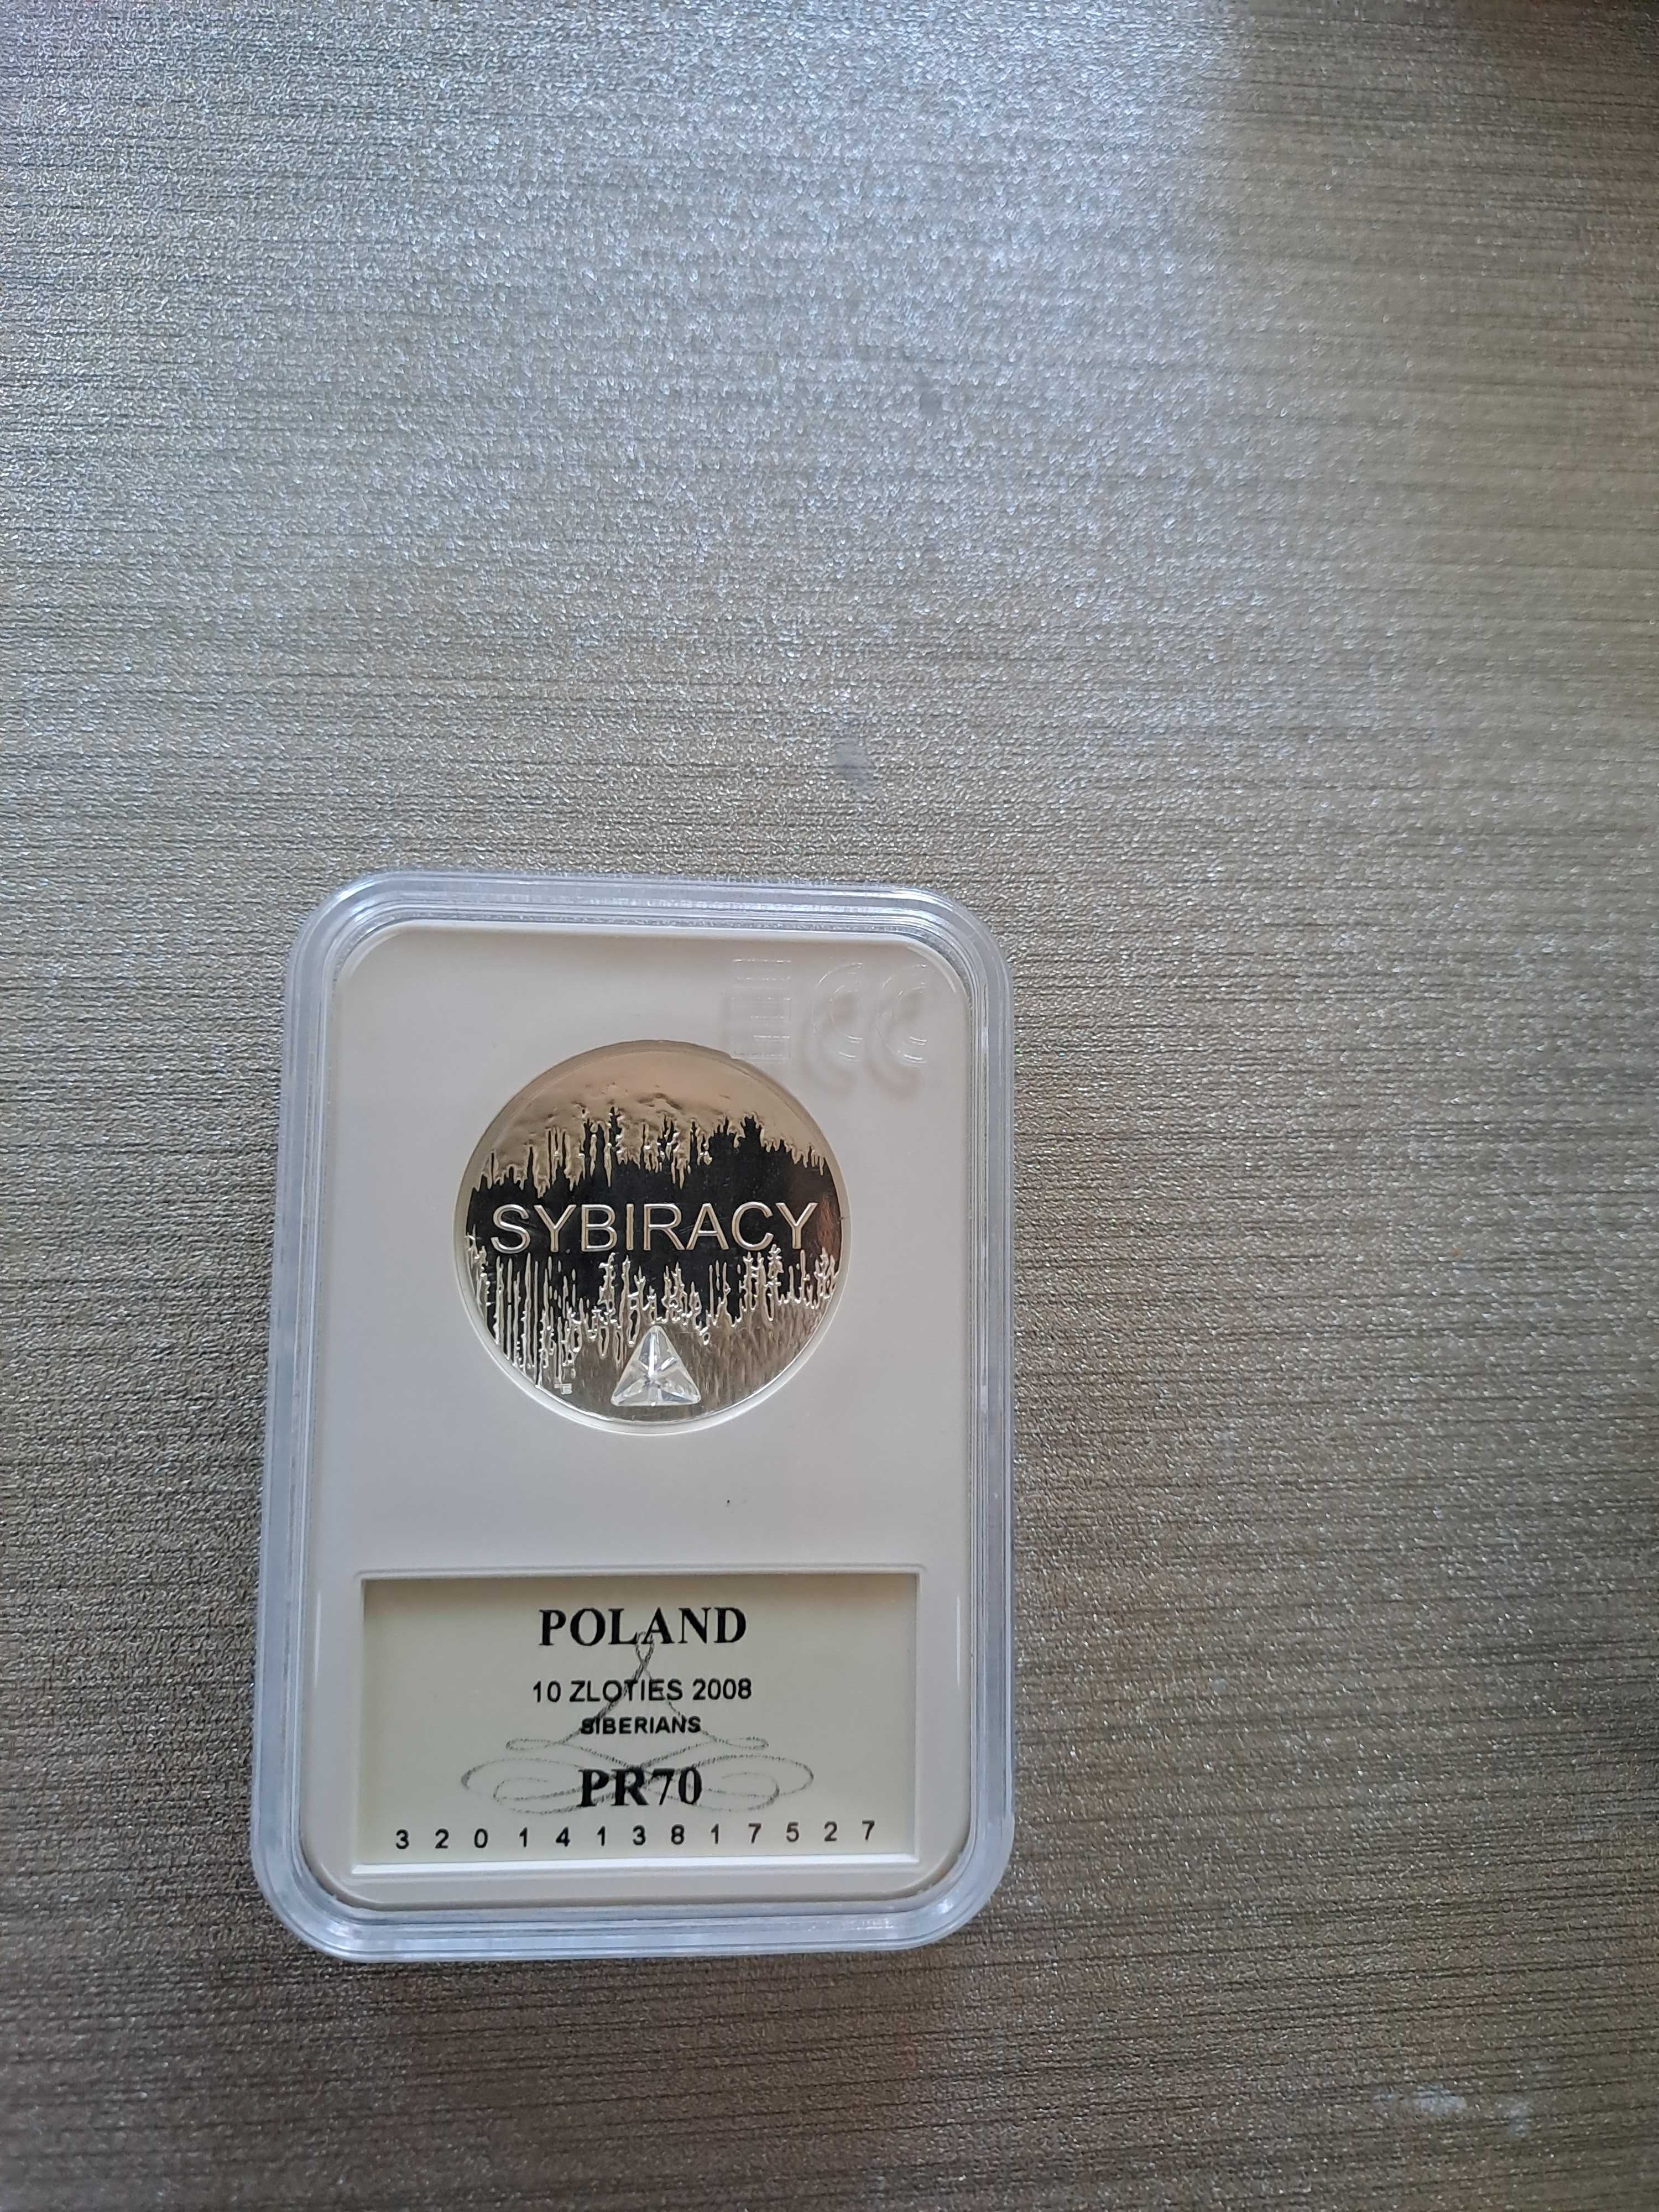 ECC
SYBIRACY
POLAND
10 ZLOTIES 2008
SIBERIANS
PR70
3 2 0 1 4 1 3 8 1 7 5 2 7